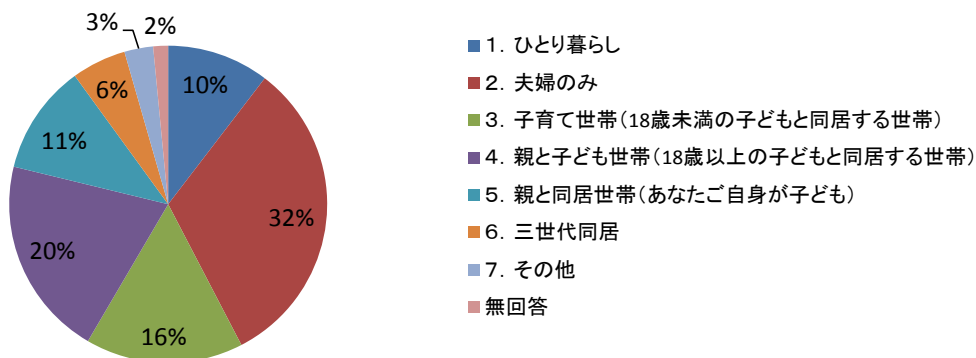 3%
2%
10%
6%
11%
32%
20%
16%
1．ひとり暮らし
2．夫婦のみ
3．子育て世帯（18歳未満の子どもと同居する世帯）
4．親と子ども世帯（18歳以上の子どもと同居する世帯）
5．親と同居世帯（あなたご自身が子ども）
6．三世代同居
7．その他
無回答